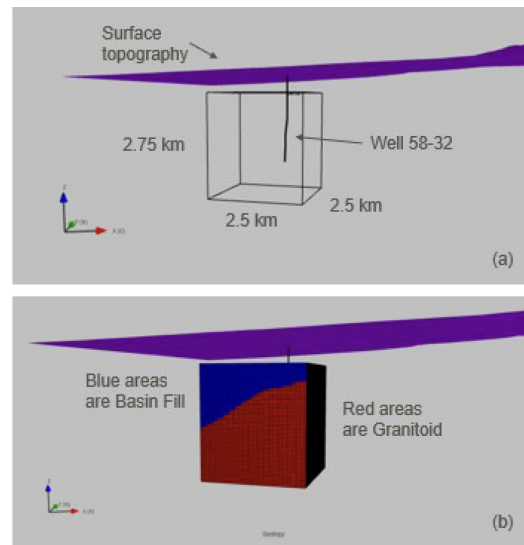 Surface
topography
2.75 km
Well 58-32
2.5 km
2.5 km
Z
Y (N)
X (E)
(a)
Blue areas
are Basin Fill
Red areas
are Granitoid
Z
Y (N)
X (E)
(b)
Geology